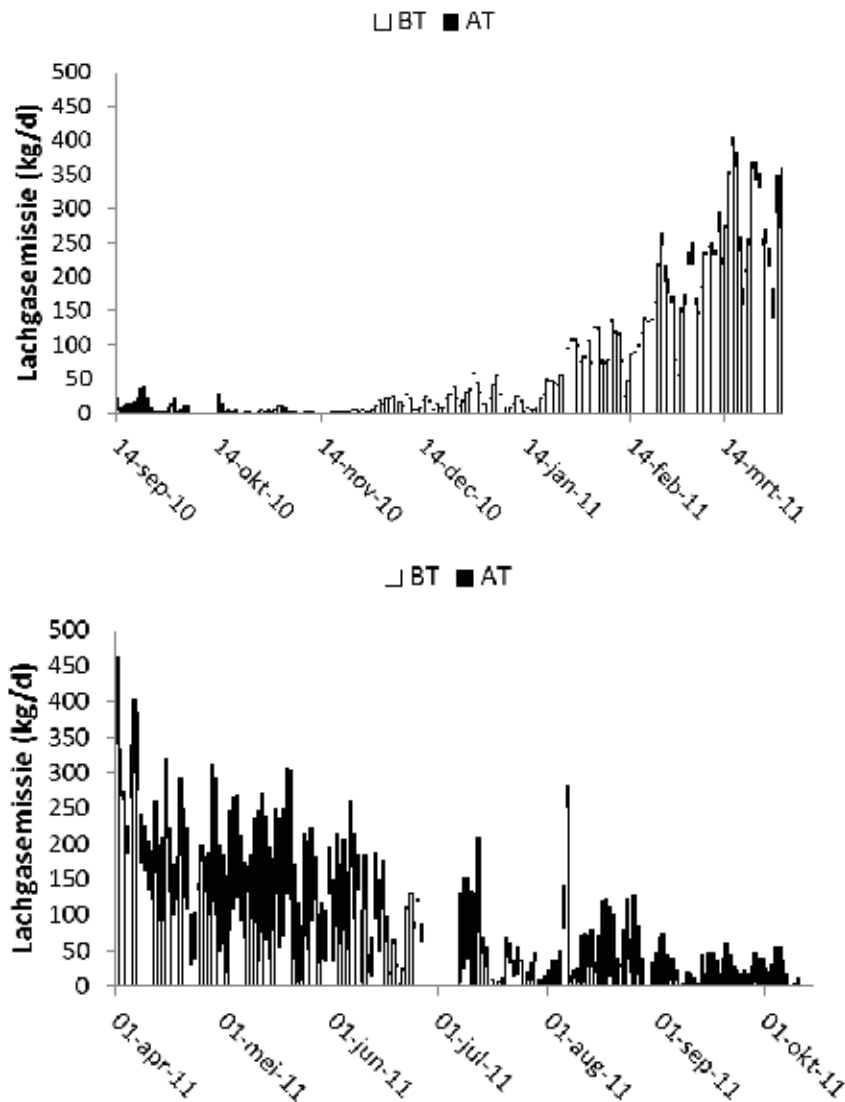 BT AT
Lachgasemissie (kg/d)
500
450
400
350
300
250
200
150
100
50
0
14-sep-10
14-okt-10
14-nov-10
14-dec-10
14-jan-11
14-feb-11
14-mrt-11
BT AT
Lachgasemissie (kg/d)
500
450
400
350
300
250
200
150
100
50
0
01-apr-11
01-mei-11
01-jun-11
01-jul-11
01-aug-11
01-sep-11
01-okt-11